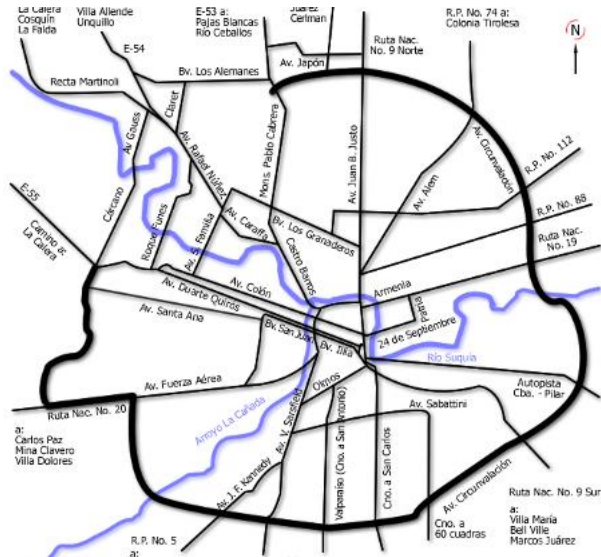 La Calera
Cosquín
La Falda
Villa Allende
Unquillo
E-53 a:
Pajas Blancas
Río Ceballos
Juárez
Cerlman
R.P. No. 74 a:
Colonia Tirolesa
N
E-54
Ruta Nac.
No. 9 Norte
Av. Japón
Bv. Los Alemanes
Recta Martinoli
Claret
Av Gauss
Av. Rafael Núñez
Mons. Pablo Cabrera
Av. Juan B. Justo
Av. Circunvalación
Av. Alem
R.P. No. 112
R.P. No. 88
Ruta Nac.
No. 19
E-55
Camino a:
La Calera
Cárcano
Roque Funes
Av. S. Familia
Av. Caraffa
Bv. Los Granaderos
Castro Barros
Armenia
Patria
Av. Colón
Av. Duarte Quirós
Av. Santa Ana
24 de Septiembre
Bv. San Juan
Bv. Illia
Río Suquía
Olmos
Av. Fuerza Aérea
Autopista
Cba. - Pilar
Ruta Nac. No. 20
a:
Carlos Paz
Mina Clavero
Villa Dolores
Arroyo La Cañada
Av. V. Sarsfield
Av. Sabattini
Valparaíso (Cno. a San Antonio)
Cno. a San Carlos
Av. J. F. Kennedy
Av. Circunvalación
R.P. No. 5
a:
Cno. a
60 cuadras
Ruta Nac. No. 9 Sur
a:
Villa María
Bell Ville
Marcos Juárez